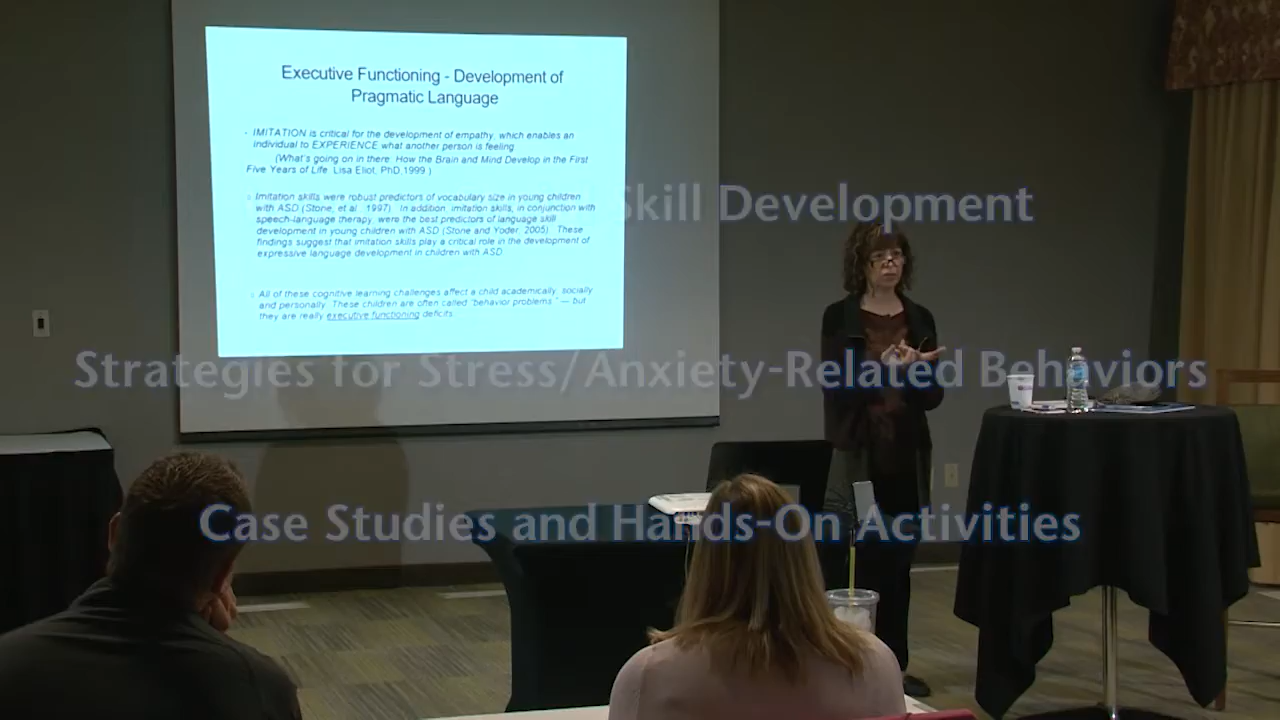 Executive Functioning - Development of
Pragmatic Language
IMITATION is critical for the development of empathy, which enables an
individual to EXPERIENCE what another person is feeling
(What's going on in there. How the Brain and Mind Develop in the First
Five Years of Life. Lisa Eliot, PhD,1999.)
Imitation skills were robust predictors of vocabulary size in young children
with ASD (Stone, et al., 1997). In addition, imitation skills, in conjunction with
speech-language therapy, were the best predictors of language skill
development in young children with ASD (Stone and Yoder, 2005). These
findings suggest that imitation skills play a critical role in the development of
expressive language development in children with ASD.
All of these cognitive learning challenges affect a child academically, socially
and personally. These children are often called "behavior problems." — but
they are really executive functioning deficits.
Skill Development
Strategies for Stress/Anxiety-Related Behaviors
Case Studies and Hands-On Activities